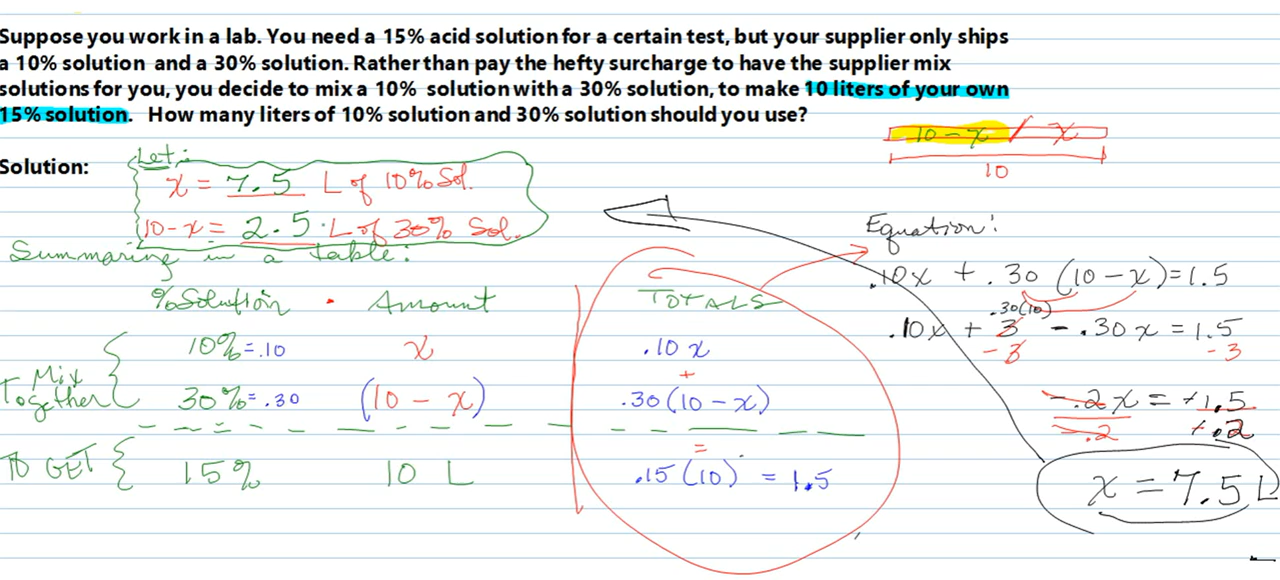 Suppose you work in a lab. You need a 15% acid solution for a certain test, but your supplier only ships
a 10% solution and a 30% solution. Rather than pay the hefty surcharge to have the supplier mix
solutions for you, you decide to mix a 10% solution with a 30% solution, to make 10 liters of your own
15% solution. How many liters of 10% solution and 30% solution should you use?
10 - x / x
10
Solution:
Let:
x = 7.5 L of 10% Sol.
10-x = 2.5 L of 30% Sol.
Summarizing in a table:
% Solution • Amount TOTALS
Mix Together { 10% = .10 x .10 x
+
30% = .30 (10 - x) .30 (10 - x)
=
TO GET { 15% 10 L .15 (10) = 1.5
Equation:
.10x + .30 (10 - x) = 1.5
.30(10)
.10x + 3 - .30x = 1.5
-3 -3
-.2x = +1.5
-.2 +.2
x = 7.5 L